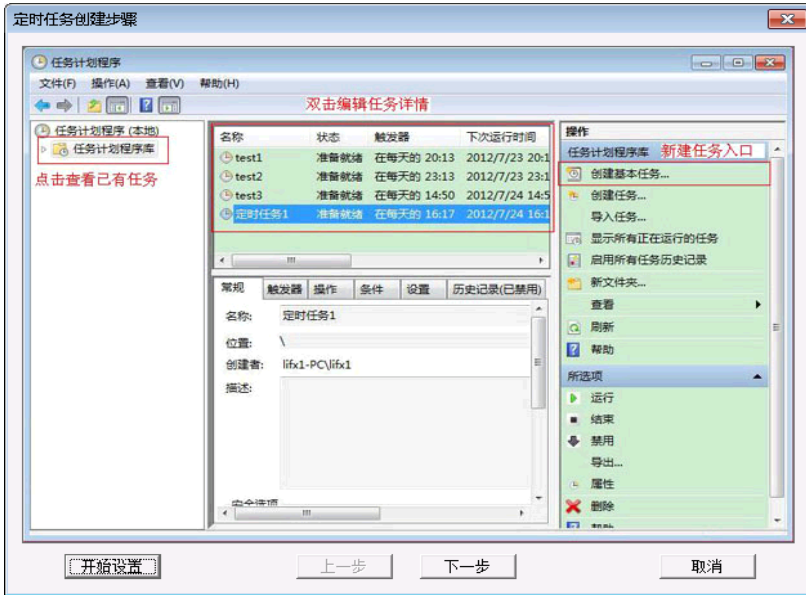 定时任务创建步骤
任务计划程序
文件(F) 操作(A) 查看(V) 帮助(H)
双击编辑任务详情
任务计划程序 (本地)
任务计划程序库
点击查看已有任务
名称 状态 触发器 下次运行时间
test1 准备就绪 在每天的 20:13 2012/7/23 20:1
test2 准备就绪 在每天的 23:13 2012/7/23 23:1
test3 准备就绪 在每天的 14:50 2012/7/24 14:5
定时任务1 准备就绪 在每天的 16:17 2012/7/24 16:1
常规 触发器 操作 条件 设置 历史记录(已禁用)
名称: 定时任务1
位置: \
创建者: lifx1-PC\lifx1
描述:
安全选项
操作
任务计划程序库 新建任务入口
创建基本任务...
创建任务...
导入任务...
显示所有正在运行的任务
启用所有任务历史记录
新文件夹...
查看
刷新
帮助
所选项
运行
结束
禁用
导出...
属性
删除
帮助
开始设置 上一步 下一步 取消